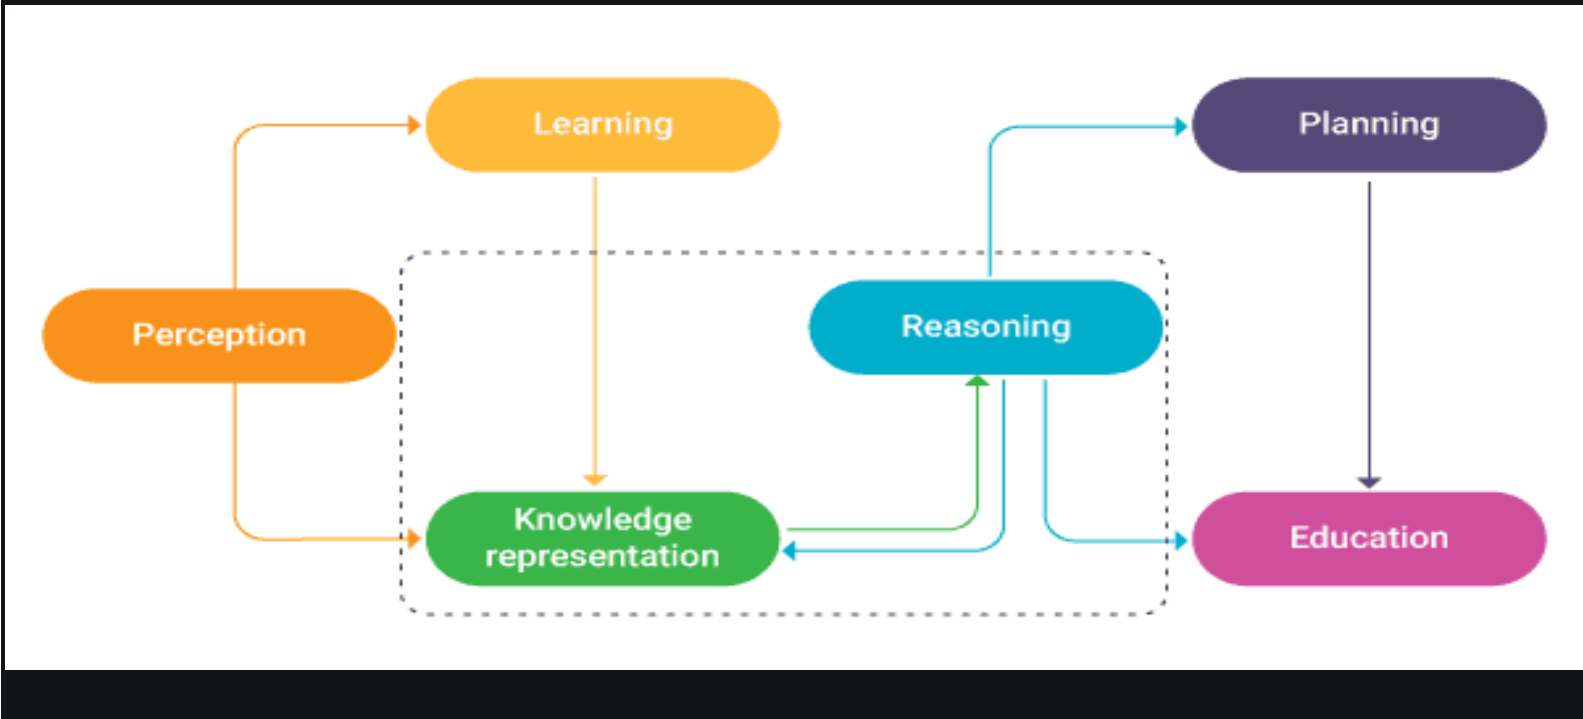 Learning
Planning
Perception
Reasoning
Knowledge
representation
Education